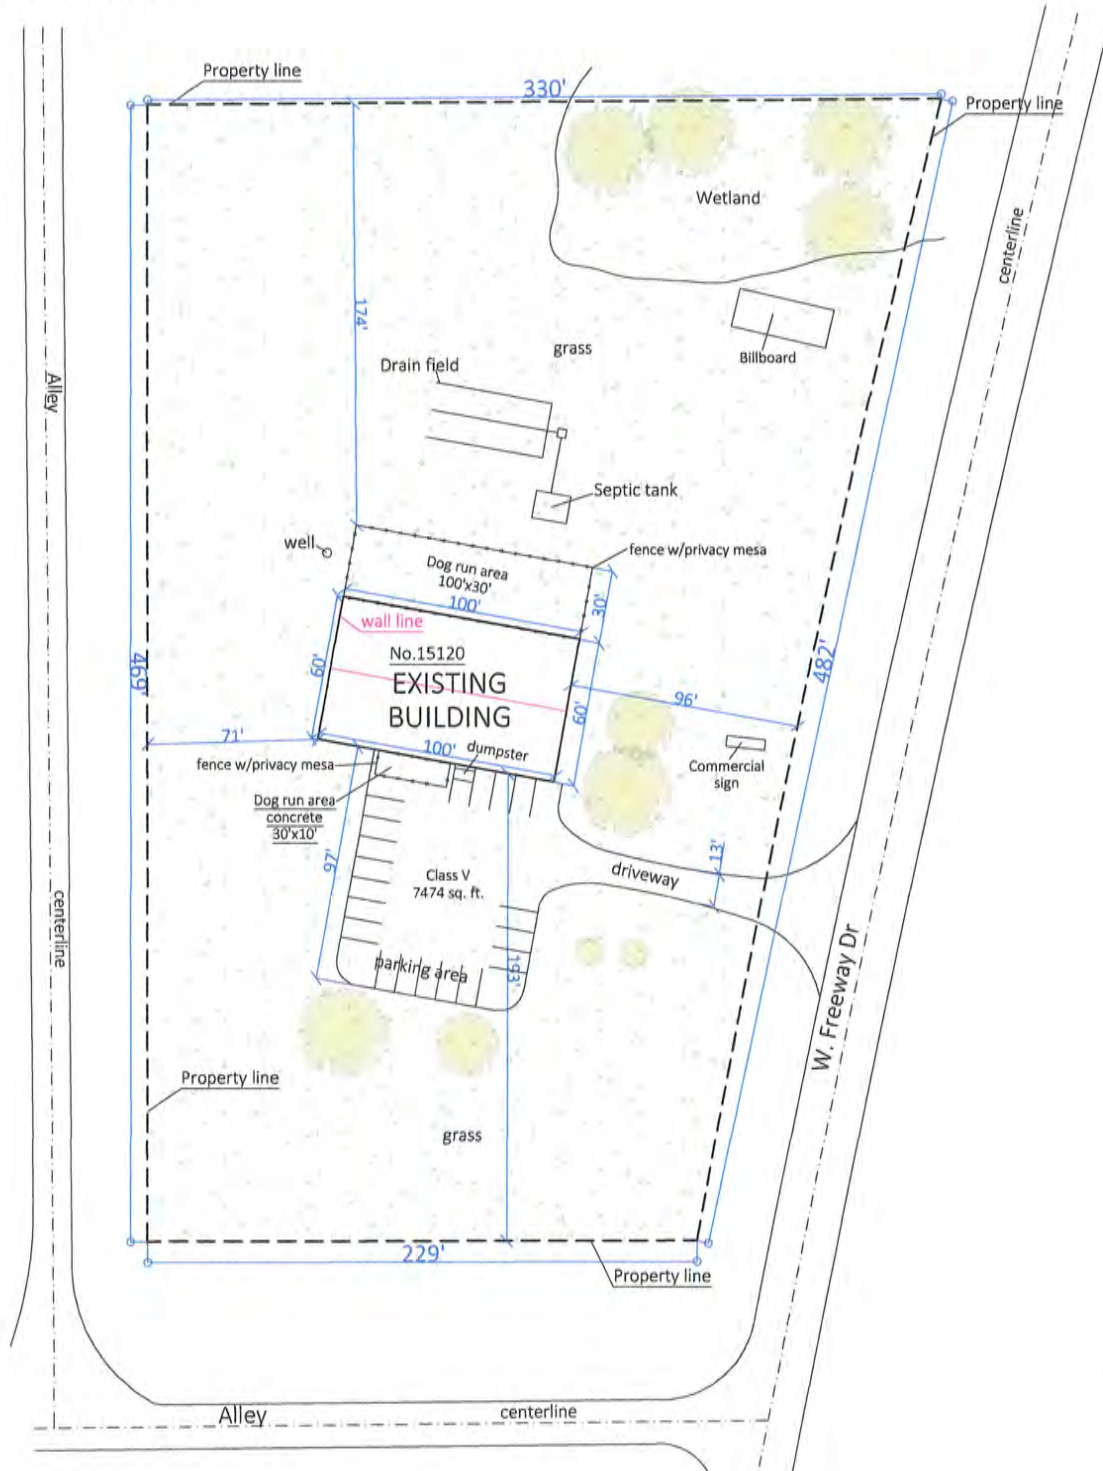 Property line
330'
Property line
Wetland
centerline
174'
grass
Billboard
Drain field
Alley
Septic tank
well
fence w/privacy mesa
Dog run area
100'x30'
100'
30'
wall line
No.15120
EXISTING
BUILDING
60'
60'
469'
482'
96'
71'
100'
dumpster
fence w/privacy mesa
Commercial
sign
Dog run area
concrete
30'x10'
97'
13'
Class V
7474 sq. ft.
driveway
centerline
parking area
193'
W. Freeway Dr
Property line
grass
229'
Property line
Alley
centerline